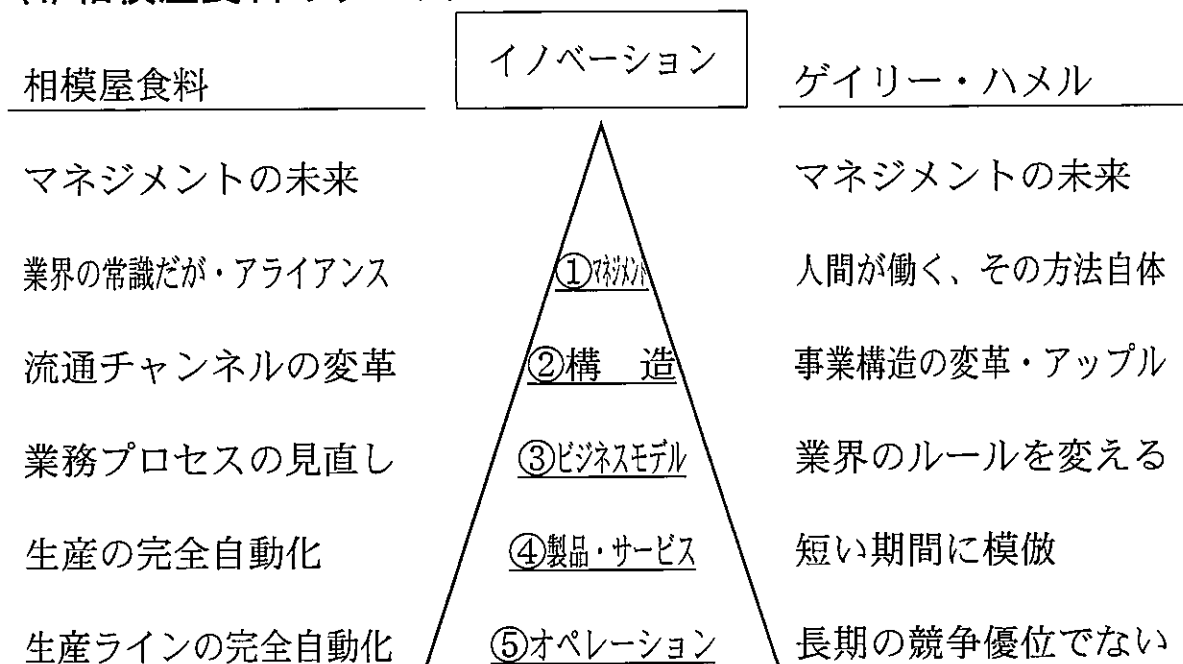 イノベーション
相模屋食料
ゲイリー・ハメル
マネジメントの未来
マネジメントの未来
業界の常識だが・アライアンス
①マネジメント
人間が働く、その方法自体
流通チャンネルの変革
②構 造
事業構造の変革・アップル
業務プロセスの見直し
③ビジネスモデル
業界のルールを変える
生産の完全自動化
④製品・サービス
短い期間に模倣
生産ラインの完全自動化
⑤オペレーション
長期の競争優位でない